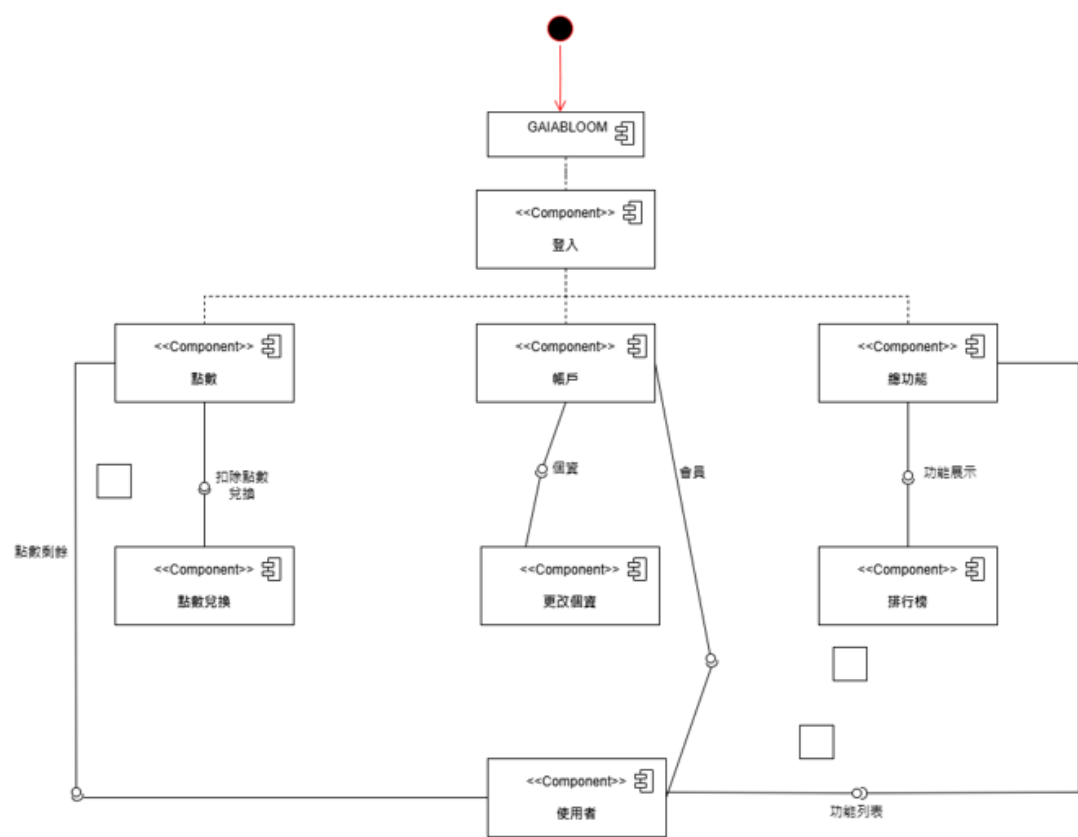 GAIABLOOM
<<Component>>
登入
<<Component>>
點數
<<Component>>
帳戶
<<Component>>
總功能
扣除點數
兌換
個資
會員
功能展示
點數剩餘
<<Component>>
點數兌換
<<Component>>
更改個資
<<Component>>
排行榜
<<Component>>
使用者
功能列表